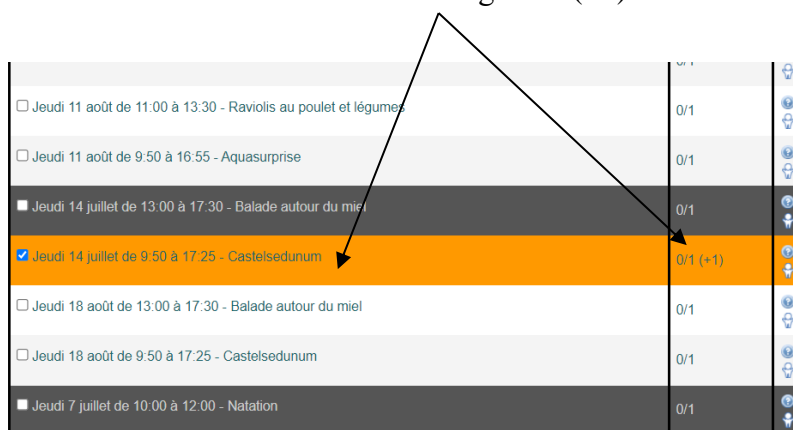 Jeudi 11 août de 11:00 à 13:30 - Raviolis au poulet et légumes 0/1
Jeudi 11 août de 9:50 à 16:55 - Aquasurprise 0/1
Jeudi 14 juillet de 13:00 à 17:30 - Balade autour du miel 0/1
Jeudi 14 juillet de 9:50 à 17:25 - Castelsedunum 0/1 (+1)
Jeudi 18 août de 13:00 à 17:30 - Balade autour du miel 0/1
Jeudi 18 août de 9:50 à 17:25 - Castelsedunum 0/1
Jeudi 7 juillet de 10:00 à 12:00 - Natation 0/1